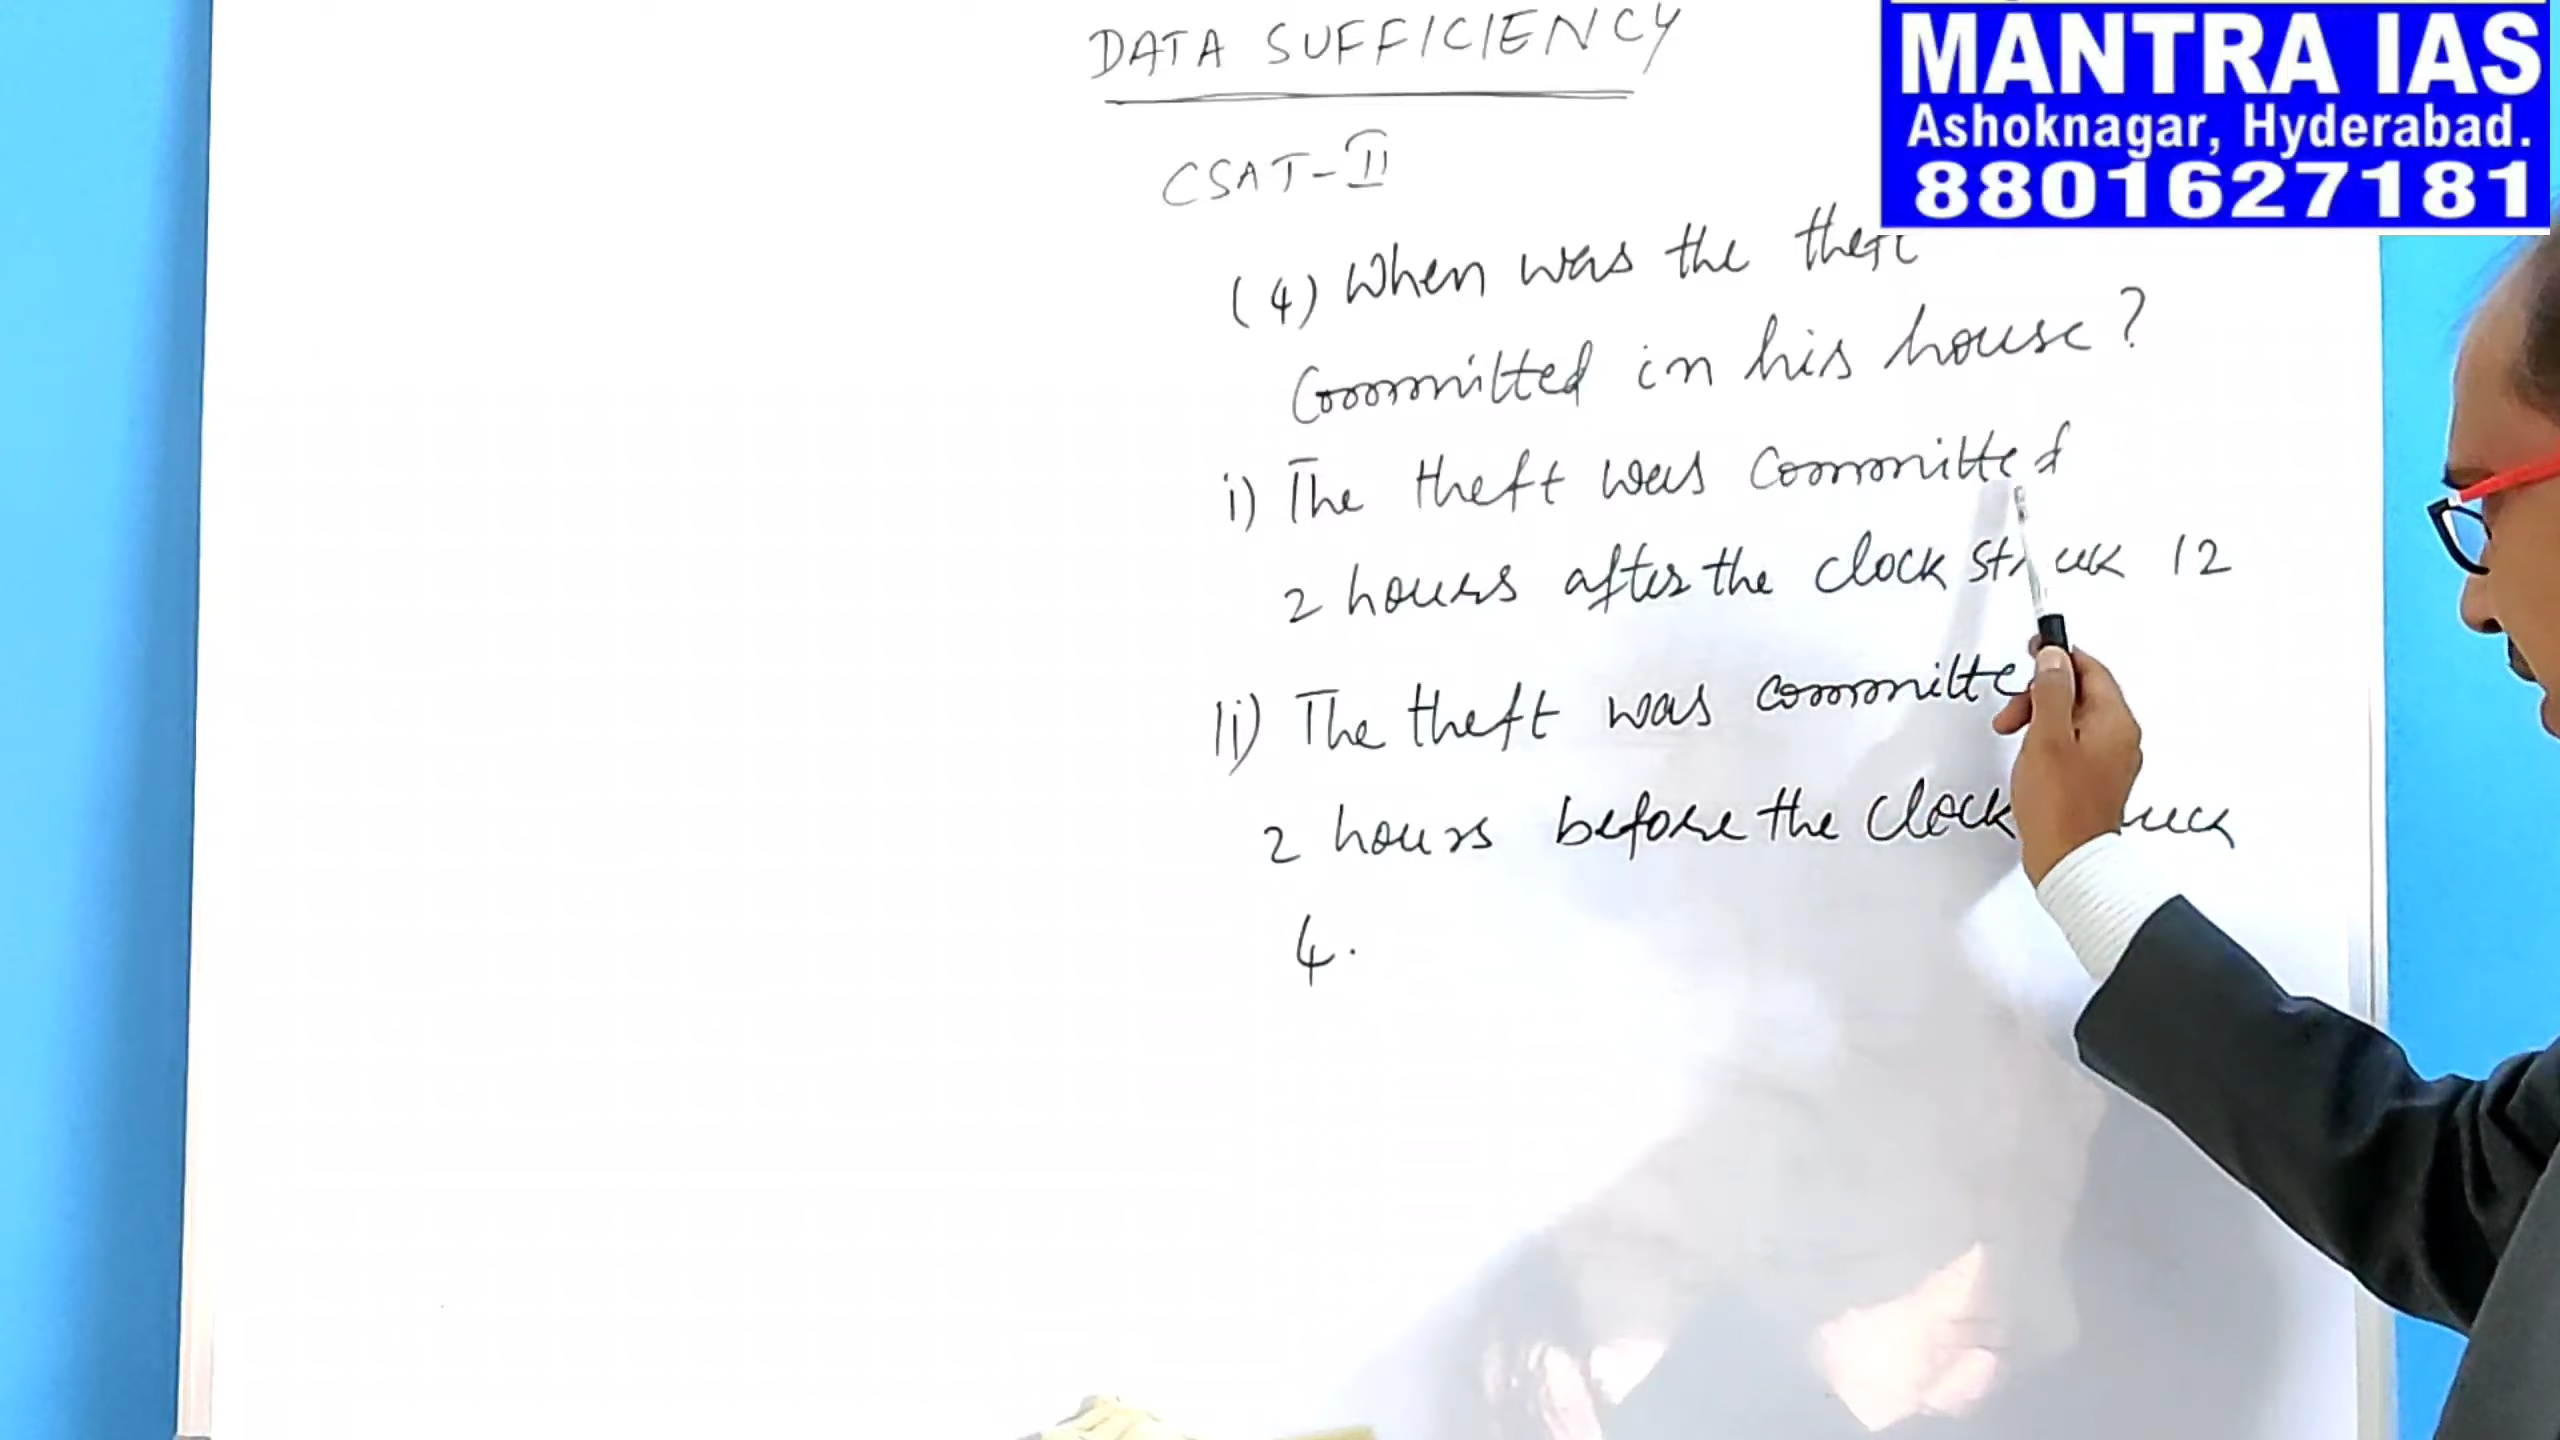 DATA SUFFICIENCY
CSAT-II
MANTRA IAS
Ashoknagar, Hyderabad.
8801627181
(4) When was the theft
Committed in his house?
i) The theft was committed
2 hours after the clock struck 12
ii) The theft was
2 hours before the clock
4.